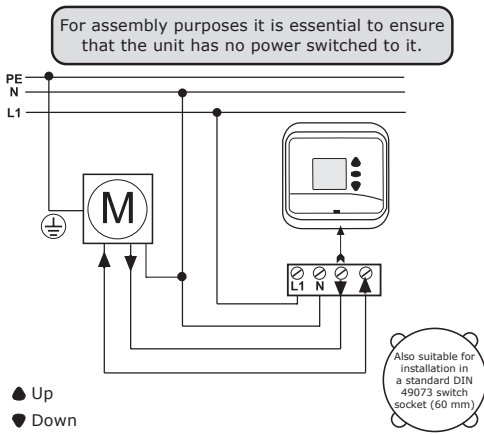 For assembly purposes it is essential to ensure
that the unit has no power switched to it.
PE
N
L1
M
L1 N
Also suitable for
installation in
a standard DIN
49073 switch
socket (60 mm)
Up
Down